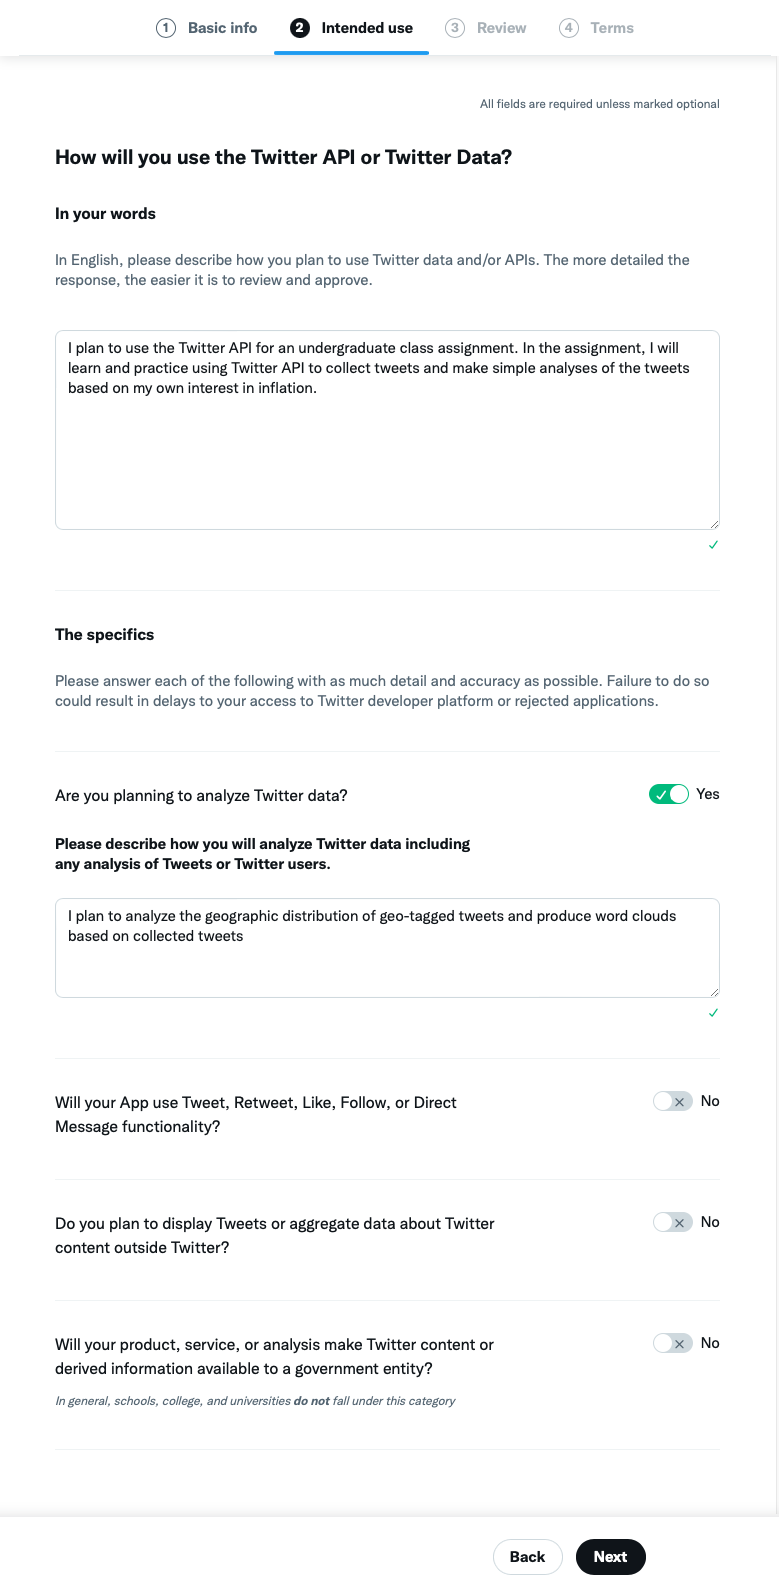 1 Basic info 2 Intended use 3 Review 4 Terms
All fields are required unless marked optional
How will you use the Twitter API or Twitter Data?
In your words
In English, please describe how you plan to use Twitter data and/or APIs. The more detailed the
response, the easier it is to review and approve.
I plan to use the Twitter API for an undergraduate class assignment. In the assignment, I will
learn and practice using Twitter API to collect tweets and make simple analyses of the tweets
based on my own interest in inflation.
The specifics
Please answer each of the following with as much detail and accuracy as possible. Failure to do so
could result in delays to your access to Twitter developer platform or rejected applications.
Are you planning to analyze Twitter data? Yes
Please describe how you will analyze Twitter data including
any analysis of Tweets or Twitter users.
I plan to analyze the geographic distribution of geo-tagged tweets and produce word clouds
based on collected tweets
Will your App use Tweet, Retweet, Like, Follow, or Direct No
Message functionality?
Do you plan to display Tweets or aggregate data about Twitter No
content outside Twitter?
Will your product, service, or analysis make Twitter content or No
derived information available to a government entity?
In general, schools, college, and universities do not fall under this category
Back Next